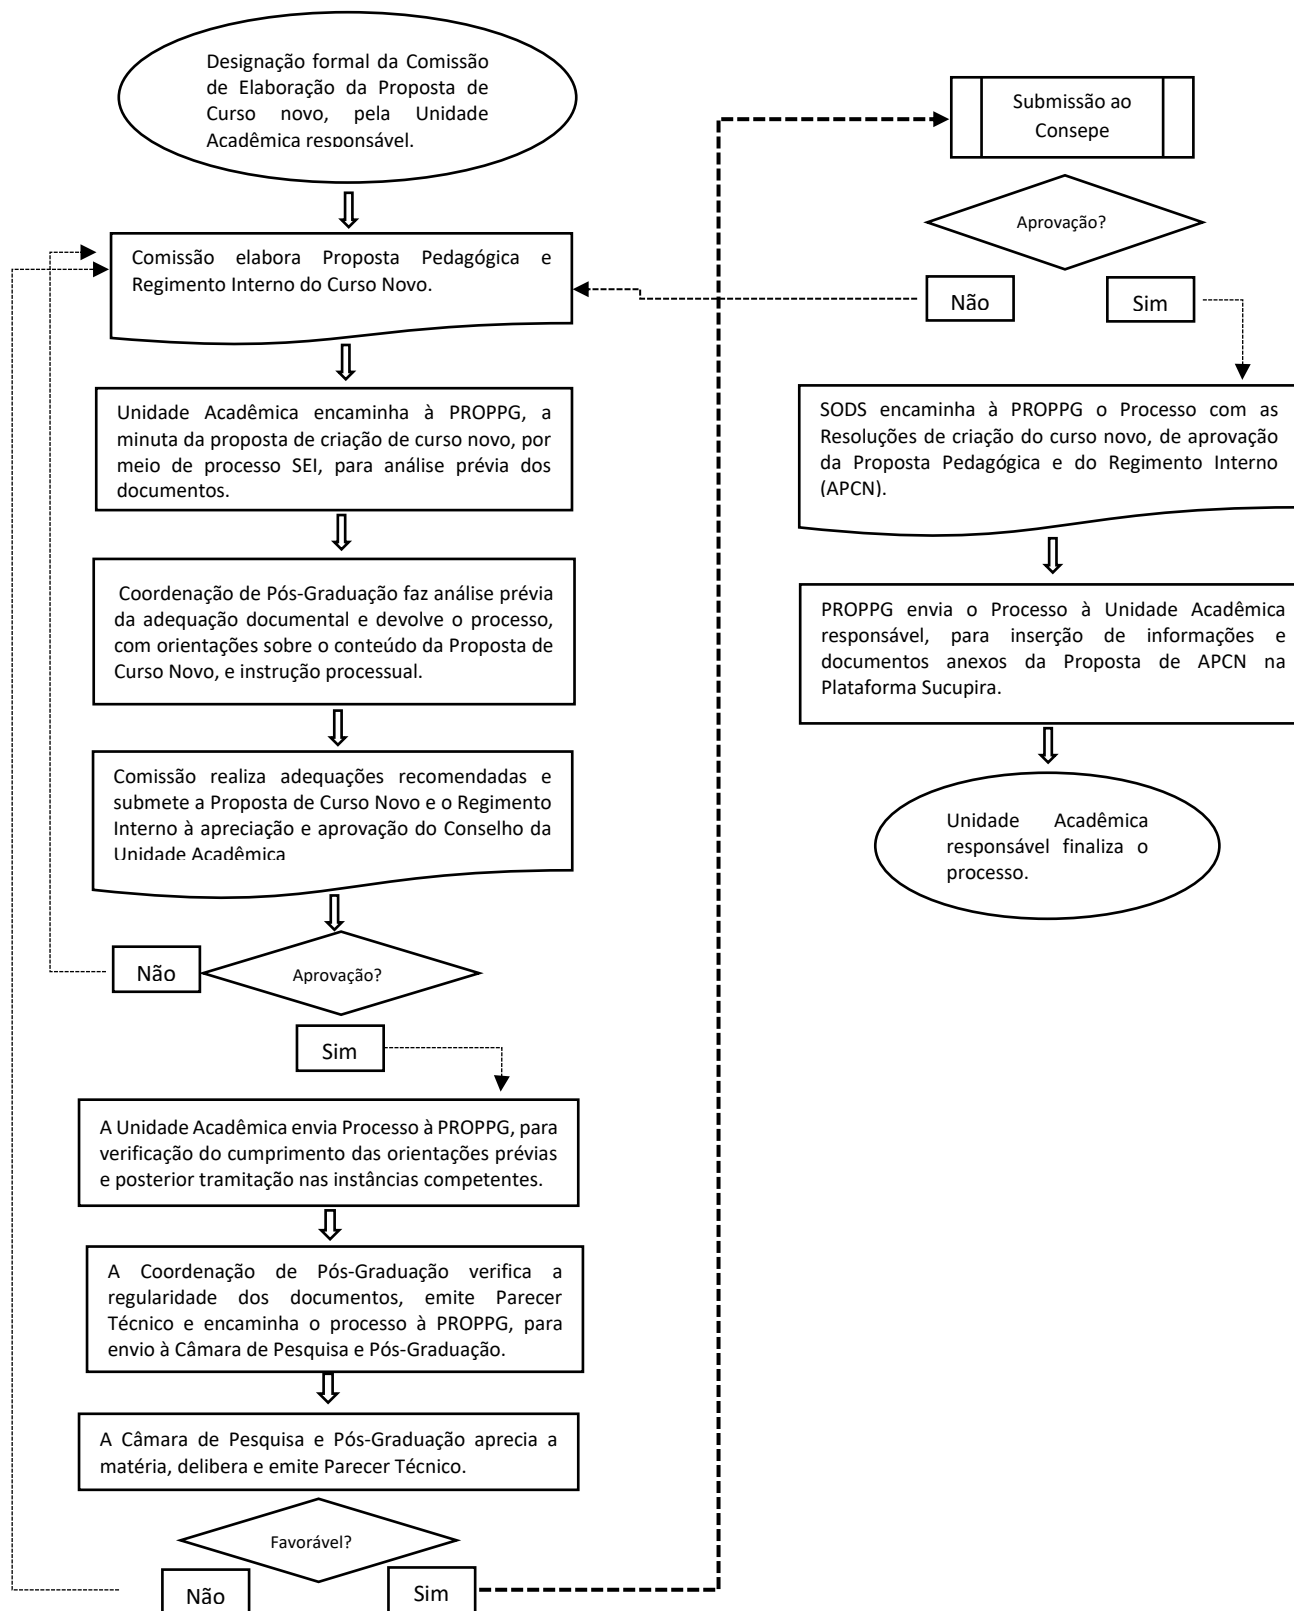 Designação formal da Comissão
de Elaboração da Proposta de
Curso novo, pela Unidade
Acadêmica responsável.
Comissão elabora Proposta Pedagógica e
Regimento Interno do Curso Novo.
Unidade Acadêmica encaminha à PROPPG, a
minuta da proposta de criação de curso novo, por
meio de processo SEI, para análise prévia dos
documentos.
Coordenação de Pós-Graduação faz análise prévia
da adequação documental e devolve o processo,
com orientações sobre o conteúdo da Proposta de
Curso Novo, e instrução processual.
Comissão realiza adequações recomendadas e
submete a Proposta de Curso Novo e o Regimento
Interno à apreciação e aprovação do Conselho da
Unidade Acadêmica
Não
Aprovação?
Sim
A Unidade Acadêmica envia Processo à PROPPG, para
verificação do cumprimento das orientações prévias
e posterior tramitação nas instâncias competentes.
A Coordenação de Pós-Graduação verifica a
regularidade dos documentos, emite Parecer
Técnico e encaminha o processo à PROPPG, para
envio à Câmara de Pesquisa e Pós-Graduação.
A Câmara de Pesquisa e Pós-Graduação aprecia a
matéria, delibera e emite Parecer Técnico.
Favorável?
Não
Sim
Submissão ao
Consepe
Aprovação?
Não
Sim
SODS encaminha à PROPPG o Processo com as
Resoluções de criação do curso novo, de aprovação
da Proposta Pedagógica e do Regimento Interno
(APCN).
PROPPG envia o Processo à Unidade Acadêmica
responsável, para inserção de informações e
documentos anexos da Proposta de APCN na
Plataforma Sucupira.
Unidade Acadêmica
responsável finaliza o
processo.